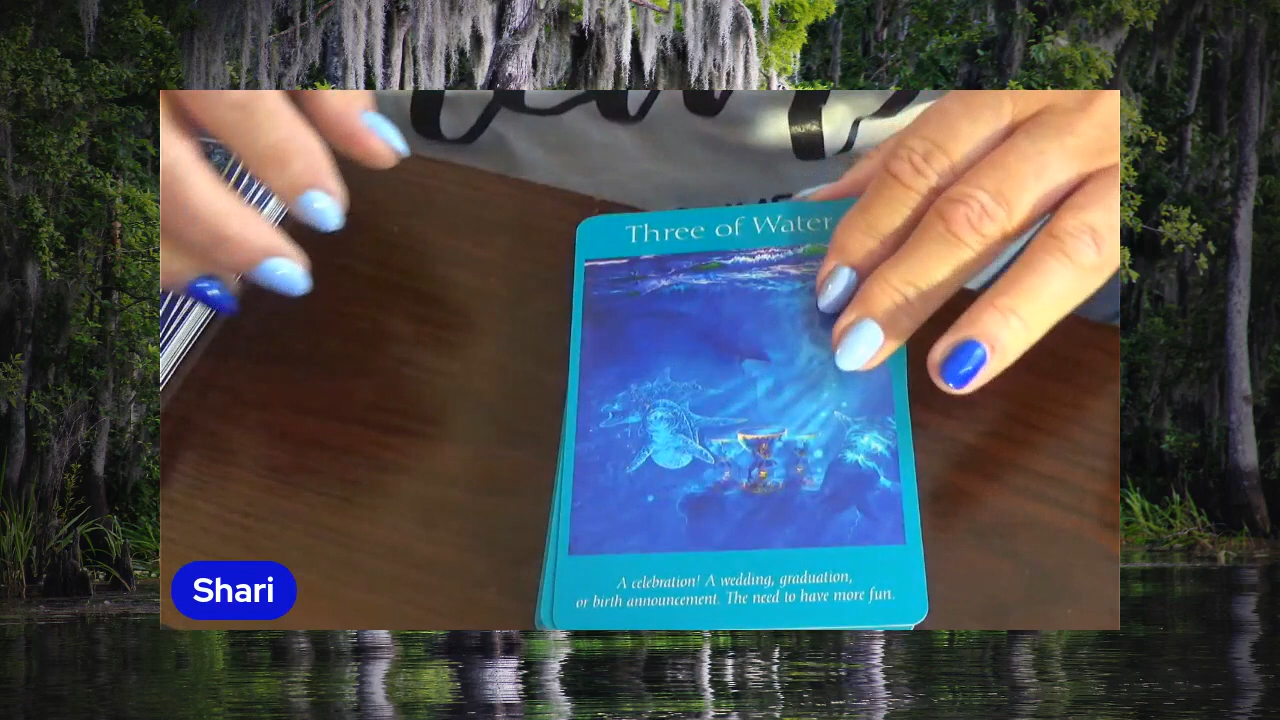 Three of Water
A celebration! A wedding, graduation,
or birth announcement. The need to have more fun.
Shari